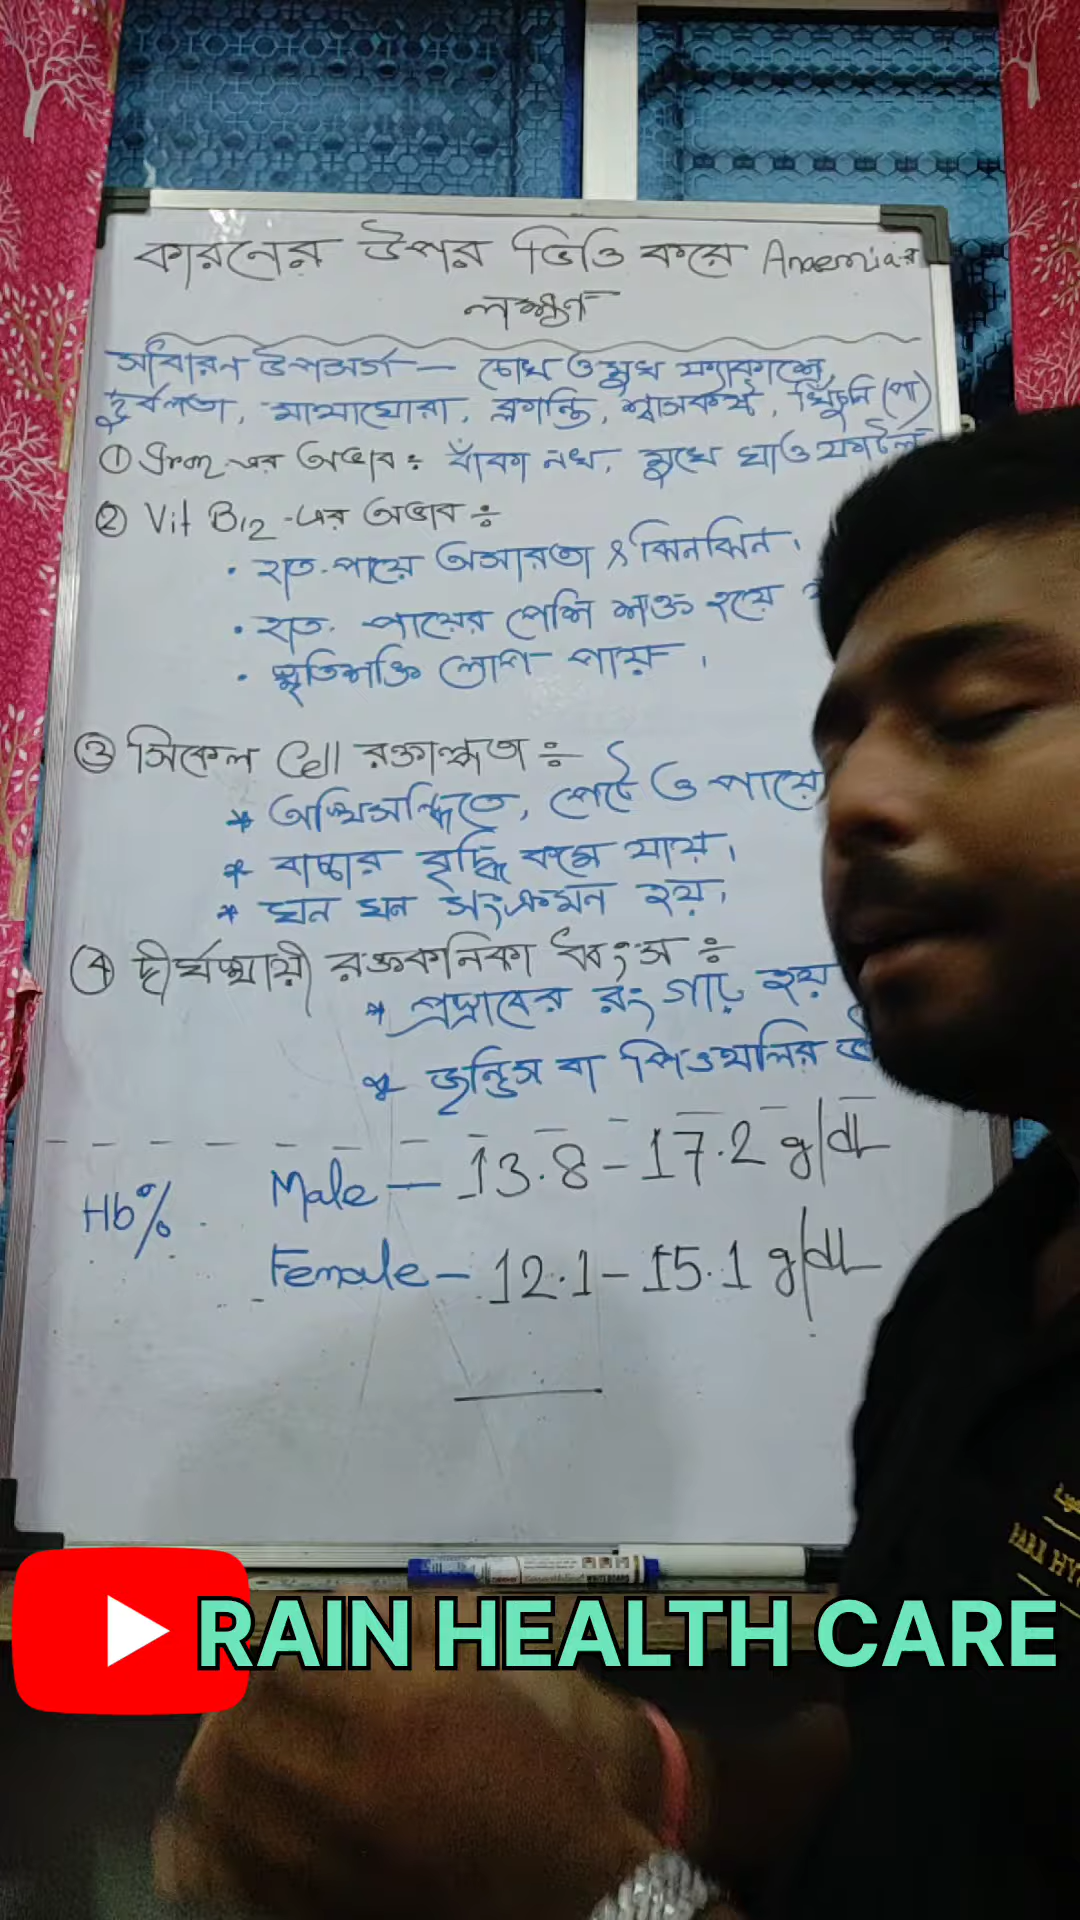 কারনের উপর ভিত্তি করে Anaemia-র
লক্ষণ
সাধারন উপসর্গ — চোখ ও মুখ ফ্যাকাশে,
দুর্বলতা, মাথাঘোরা, ক্লান্তি, শ্বাসকষ্ট, খিঁচুনি (পা)
① Iron-এর অভাব : বাঁকা নখ, মুখে ঘা ও
② Vit B12-এর অভাব ÷
• হাত-পায়ে অসারতা & ঝিনঝিন।
• হাত-পায়ের পেশি শক্ত হয়ে
• স্মৃতিশক্তি লোপ পায়।
③ সিকেল Cell রক্তাল্পতা ÷
* অস্থিসন্ধিতে, পেটে ও পায়ে
* বাচ্চার বৃদ্ধি কমে যায়।
* ঘন ঘন সংক্রমন হয়।
④ দীর্ঘস্থায়ী রক্তকনিকা ধ্বংস ÷
* প্রস্রাবের রং গাঢ় হয়
* জন্ডিস বা পিত্তথলির
Hb%
Male — 13.8 – 17.2 g/dL
Female – 12.1 – 15.1 g/dL
RAIN HEALTH CARE